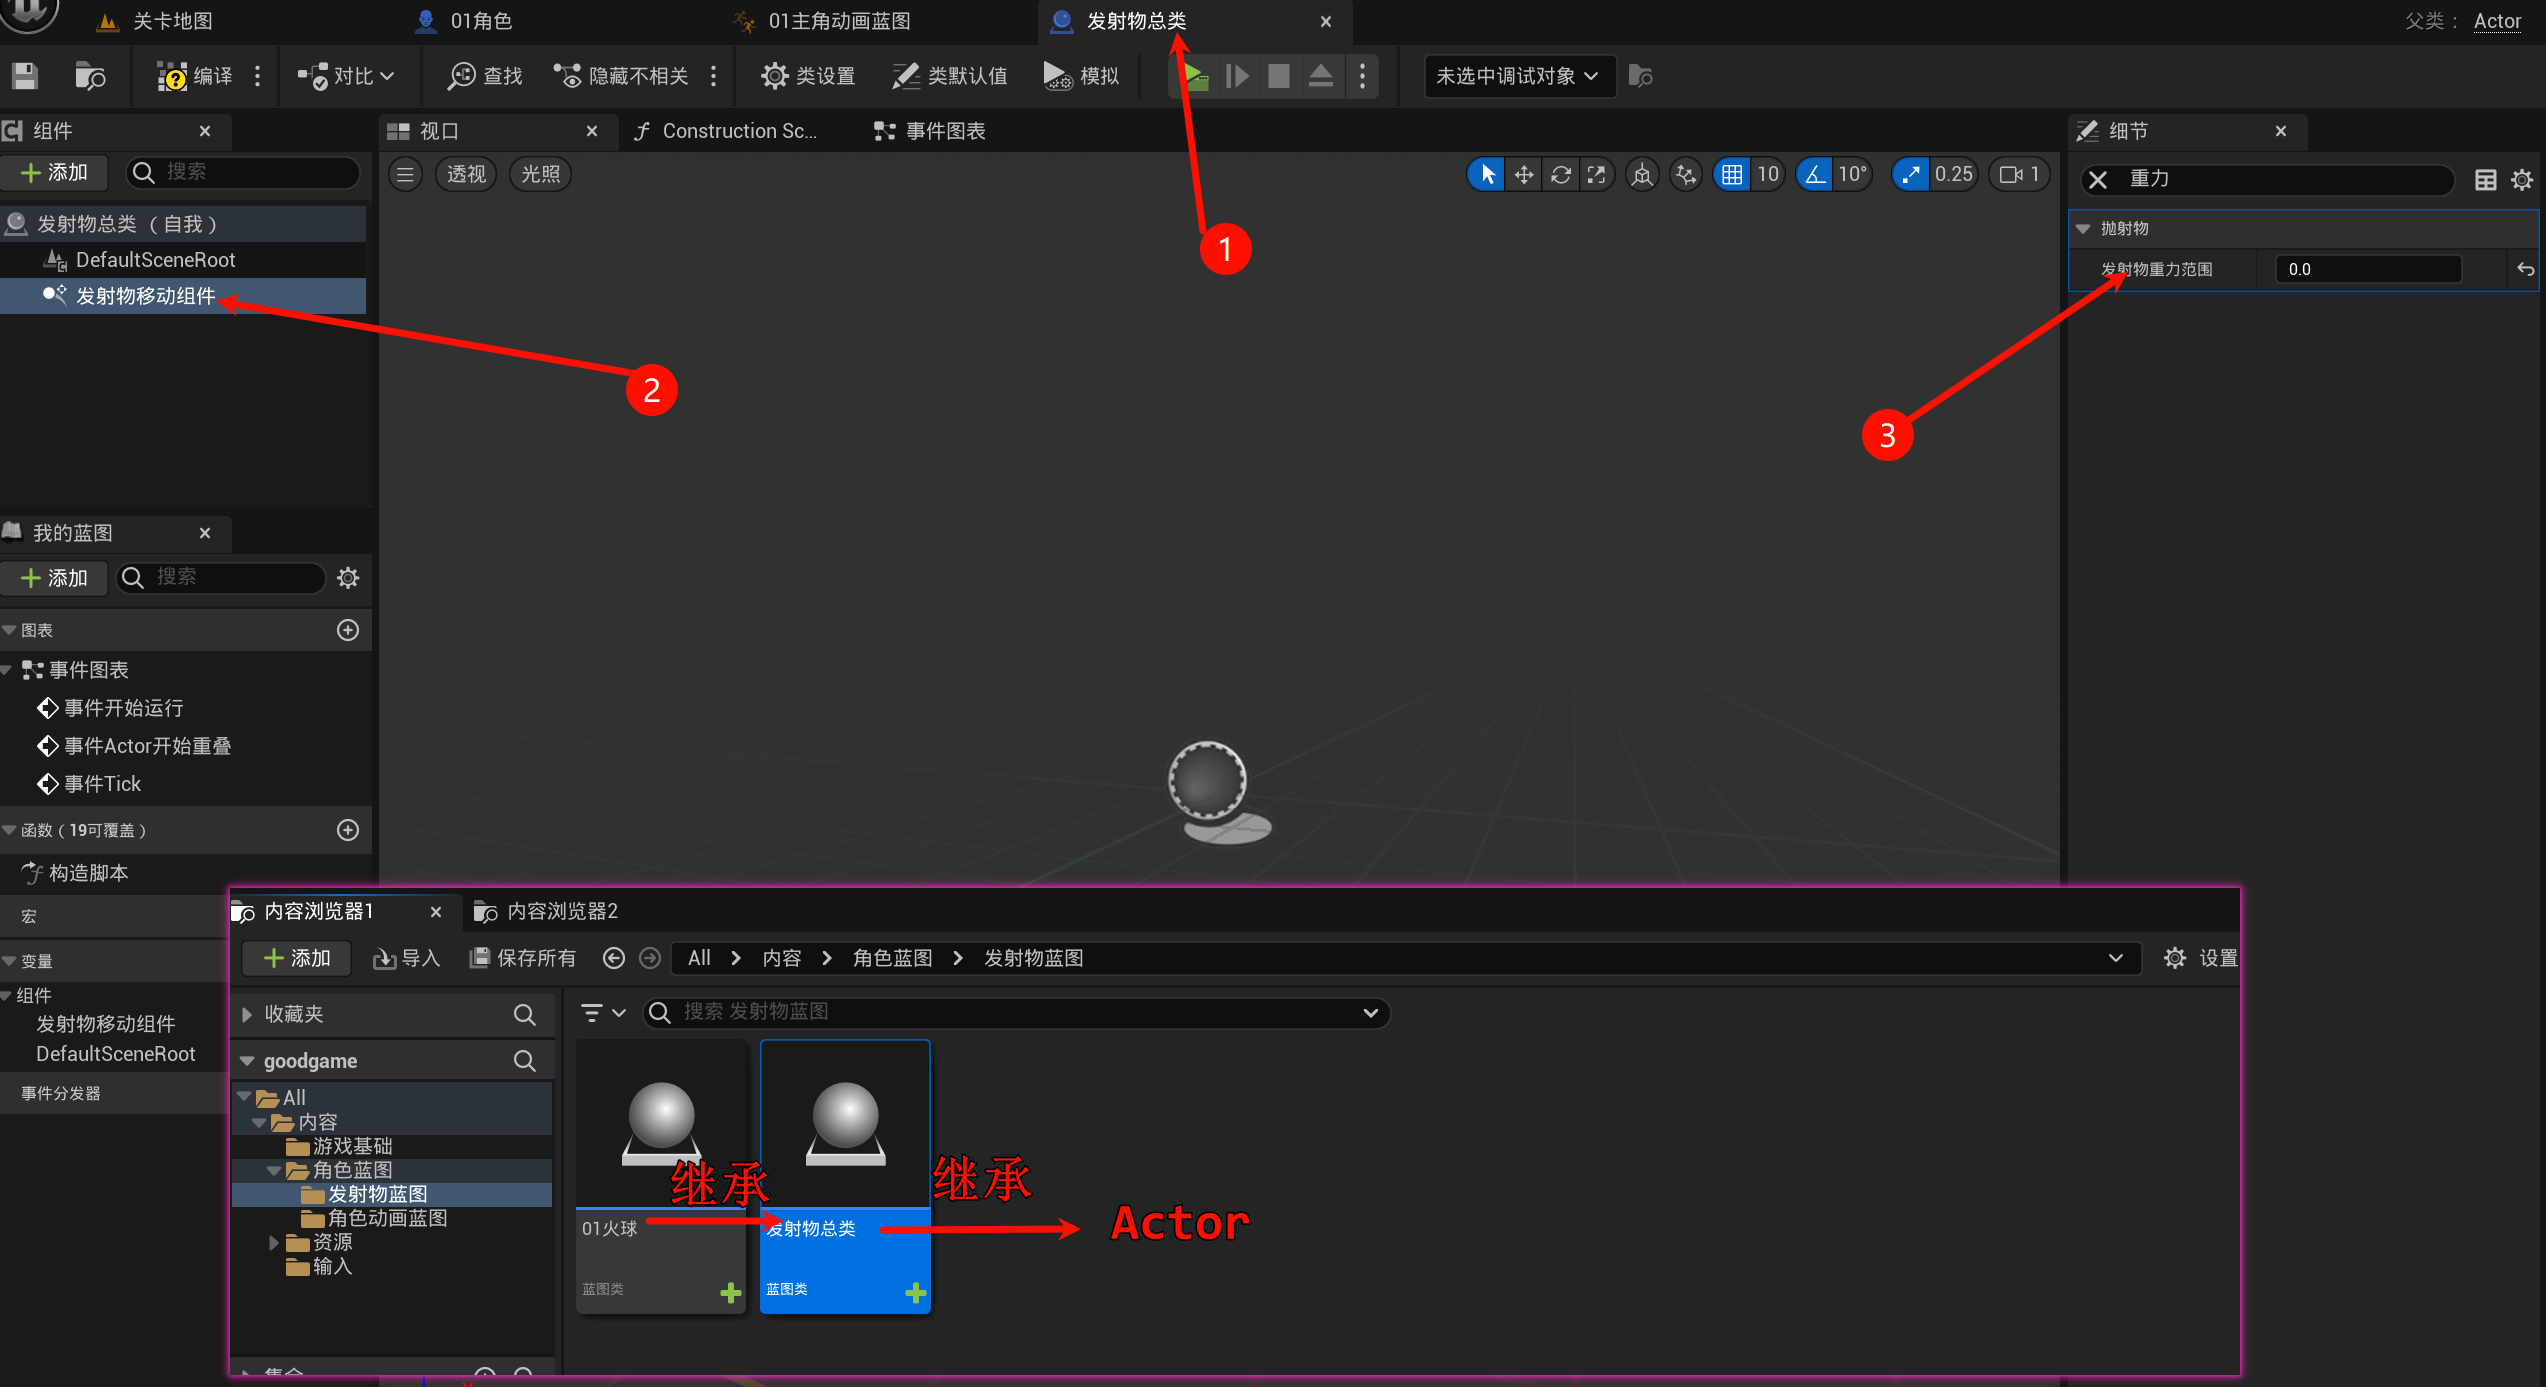 关卡地图
01角色
01主角动画蓝图
发射物总类
父类： Actor
编译
对比
查找
隐藏不相关
类设置
类默认值
模拟
未选中调试对象
组件
视口
Construction Sc...
事件图表
细节
添加
搜索
透视
光照
10
10°
0.25
1
重力
发射物总类（自我）
DefaultSceneRoot
发射物移动组件
抛射物
发射物重力范围
0.0
1
2
3
我的蓝图
添加
搜索
图表
事件图表
事件开始运行
事件Actor开始重叠
事件Tick
函数（19可覆盖）
构造脚本
宏
变量
组件
发射物移动组件
DefaultSceneRoot
事件分发器
内容浏览器1
内容浏览器2
添加
导入
保存所有
All
内容
角色蓝图
发射物蓝图
设置
收藏夹
搜索 发射物蓝图
goodgame
All
内容
游戏基础
角色蓝图
发射物蓝图
角色动画蓝图
资源
输入
继承
继承
01火球
发射物总类
Actor
蓝图类
蓝图类